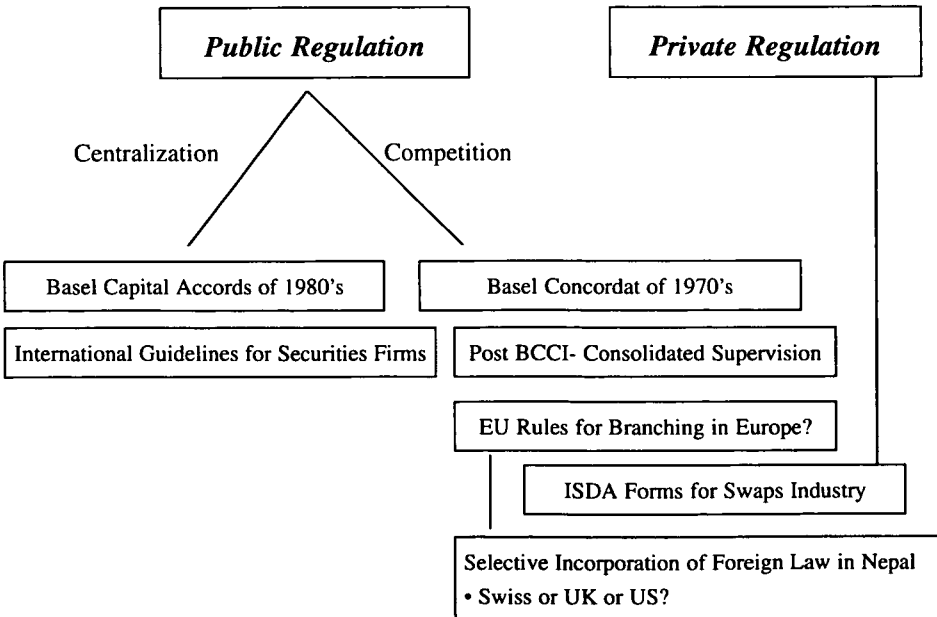 Public Regulation
Private Regulation
Centralization
Competition
Basel Capital Accords of 1980's
Basel Concordat of 1970's
International Guidelines for Securities Firms
Post BCCI- Consolidated Supervision
EU Rules for Branching in Europe?
ISDA Forms for Swaps Industry
Selective Incorporation of Foreign Law in Nepal
• Swiss or UK or US?